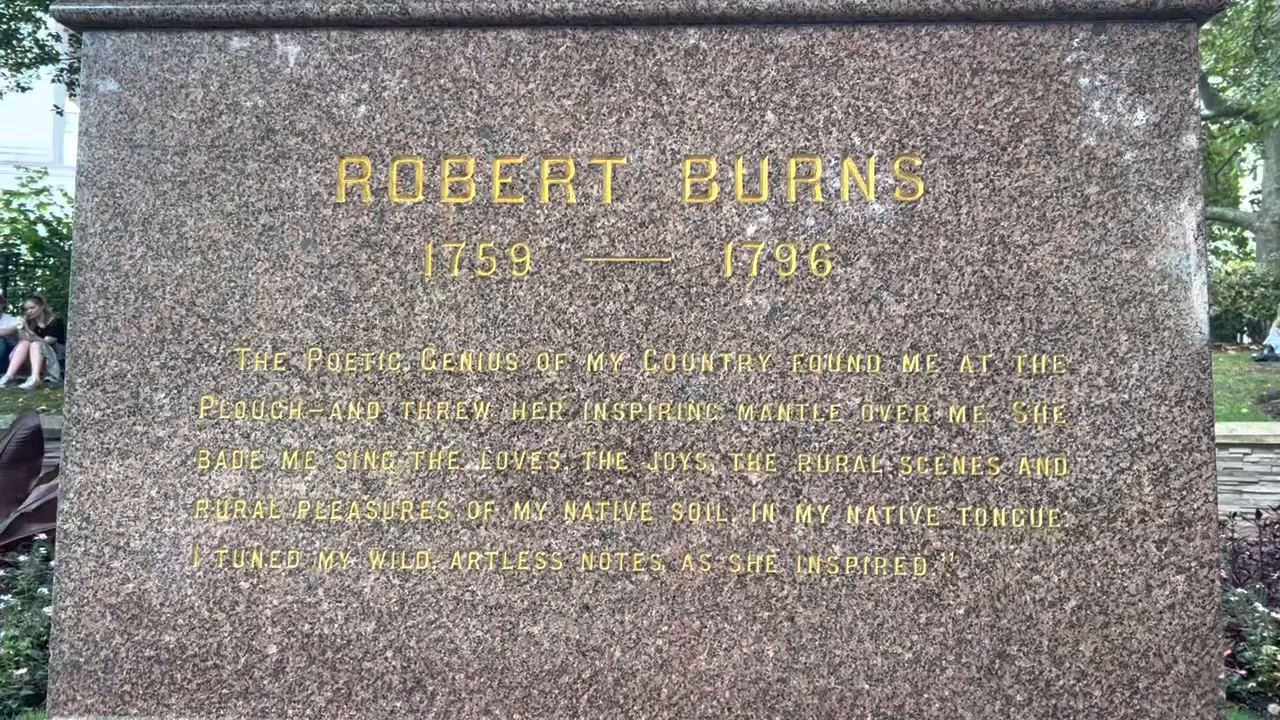 ROBERT BURNS
1759 — 1796
"THE POETIC GENIUS OF MY COUNTRY FOUND ME AT THE
PLOUGH—AND THREW HER INSPIRING MANTLE OVER ME. SHE
BADE ME SING THE LOVES, THE JOYS, THE RURAL SCENES AND
RURAL PLEASURES OF MY NATIVE SOIL, IN MY NATIVE TONGUE:
I TUNED MY WILD, ARTLESS NOTES, AS SHE INSPIRED"